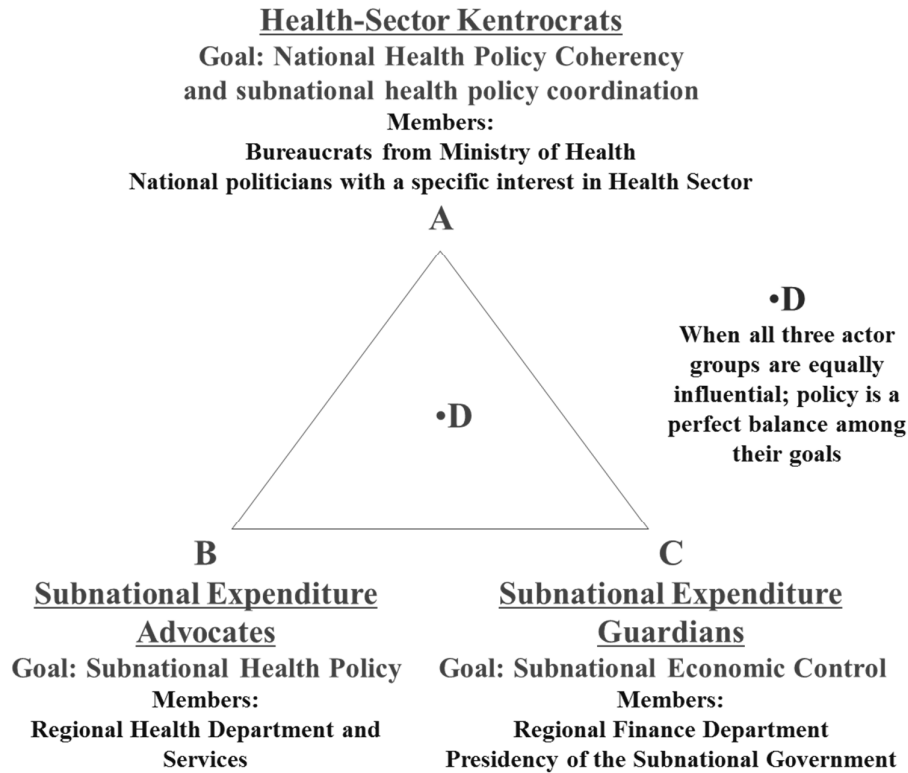 Health-Sector Kentrocrats
Goal: National Health Policy Coherency
and subnational health policy coordination
Members:
Bureaucrats from Ministry of Health
National politicians with a specific interest in Health Sector
A
•D
When all three actor
groups are equally
influential; policy is a
perfect balance among
their goals
•D
B
Subnational Expenditure
Advocates
Goal: Subnational Health Policy
Members:
Regional Health Department and
Services
C
Subnational Expenditure
Guardians
Goal: Subnational Economic Control
Members:
Regional Finance Department
Presidency of the Subnational Government